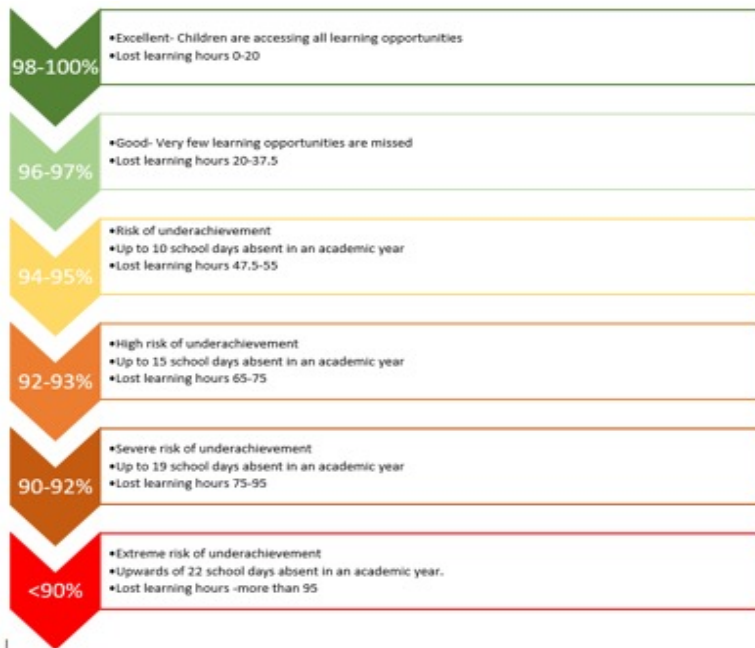 98-100%
•Excellent- Children are accessing all learning opportunities
•Lost learning hours 0-20
96-97%
•Good- Very few learning opportunities are missed
•Lost learning hours 20-37.5
94-95%
•Risk of underachievement
•Up to 10 school days absent in an academic year
•Lost learning hours 47.5-55
92-93%
•High risk of underachievement
•Up to 15 school days absent in an academic year
•Lost learning hours 65-75
90-92%
•Severe risk of underachievement
•Up to 19 school days absent in an academic year
•Lost learning hours 75-95
<90%
•Extreme risk of underachievement
•Upwards of 22 school days absent in an academic year.
•Lost learning hours -more than 95